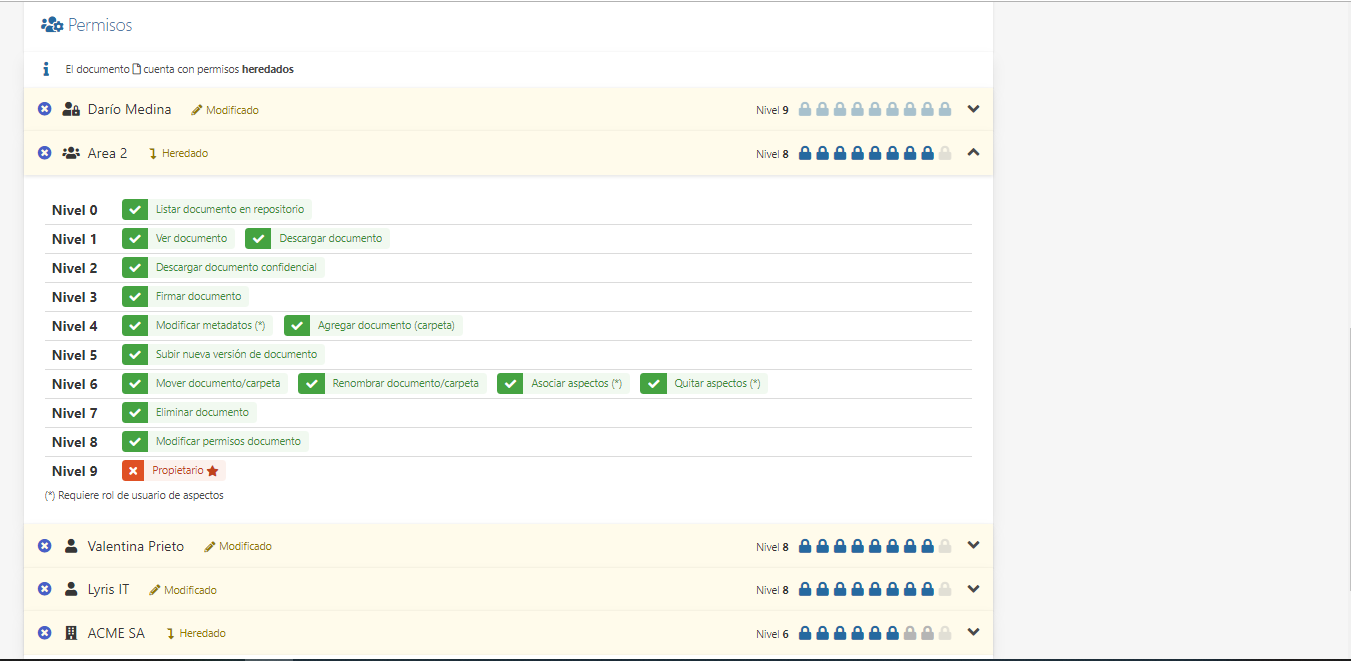 Permisos
El documento cuenta con permisos heredados
Darío Medina Modificado Nivel 9
Area 2 Heredado Nivel 8
Nivel 0 Listar documento en repositorio
Nivel 1 Ver documento Descargar documento
Nivel 2 Descargar documento confidencial
Nivel 3 Firmar documento
Nivel 4 Modificar metadatos (*) Agregar documento (carpeta)
Nivel 5 Subir nueva versión de documento
Nivel 6 Mover documento/carpeta Renombrar documento/carpeta Asociar aspectos (*) Quitar aspectos (*)
Nivel 7 Eliminar documento
Nivel 8 Modificar permisos documento
Nivel 9 Propietario
(*) Requiere rol de usuario de aspectos
Valentina Prieto Modificado Nivel 8
Lyris IT Modificado Nivel 8
ACME SA Heredado Nivel 6